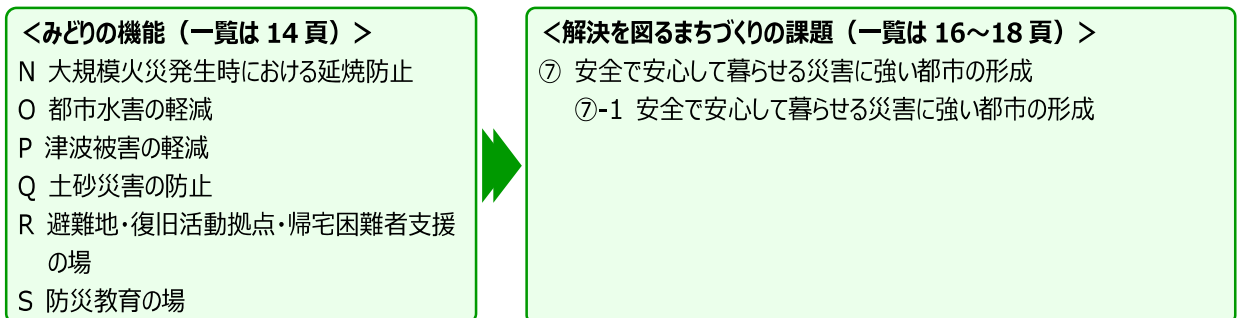 ＜みどりの機能（一覧は 14 頁）＞
N 大規模火災発生時における延焼防止
O 都市水害の軽減
P 津波被害の軽減
Q 土砂災害の防止
R 避難地・復旧活動拠点・帰宅困難者支援
の場
S 防災教育の場
＜解決を図るまちづくりの課題（一覧は 16～18 頁）＞
⑦ 安全で安心して暮らせる災害に強い都市の形成
⑦-1 安全で安心して暮らせる災害に強い都市の形成